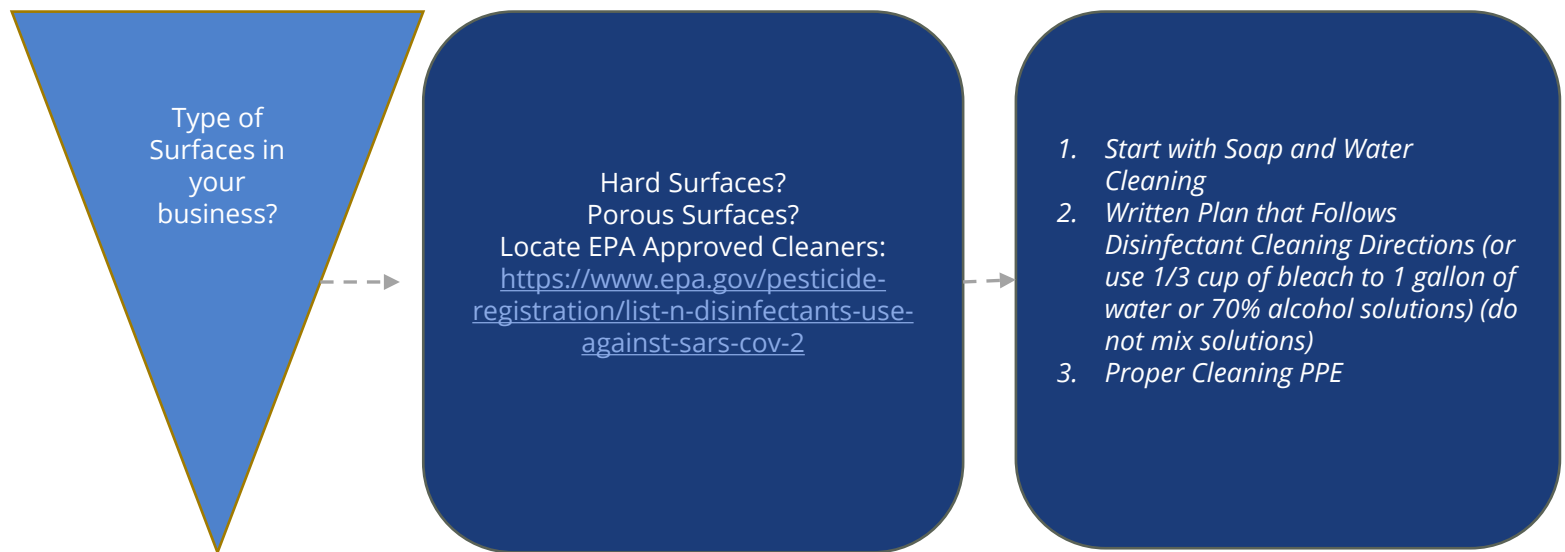 Type of
Surfaces in
your
business?
Hard Surfaces?
Porous Surfaces?
Locate EPA Approved Cleaners:
https://www.epa.gov/pesticide-
registration/list-n-disinfectants-use-
against-sars-cov-2
1. Start with Soap and Water
Cleaning
2. Written Plan that Follows
Disinfectant Cleaning Directions (or
use 1/3 cup of bleach to 1 gallon of
water or 70% alcohol solutions) (do
not mix solutions)
3. Proper Cleaning PPE